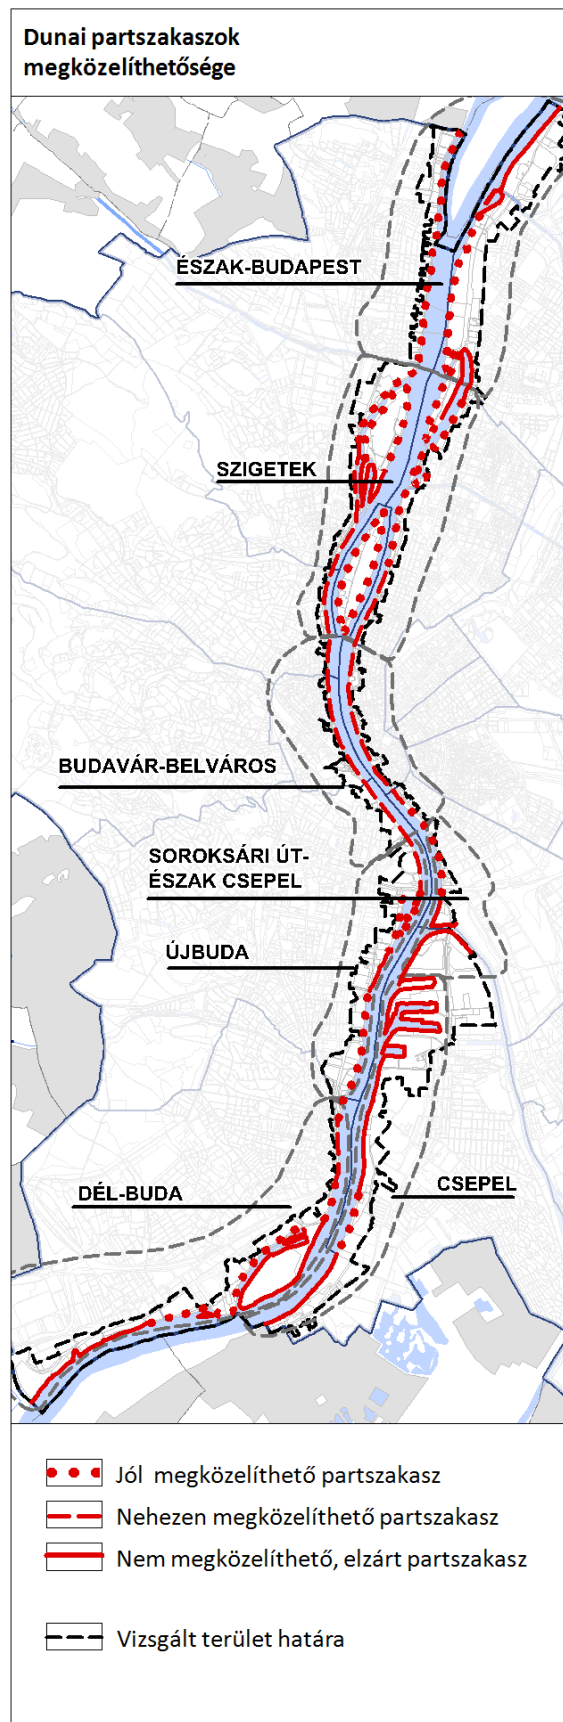 Dunai partszakaszok
megközelíthetősége
ÉSZAK-BUDAPEST
SZIGETEK
BUDAVÁR-BELVÁROS
SOROKSÁRI ÚT-
ÉSZAK CSEPEL
ÚJBUDA
DÉL-BUDA
CSEPEL
Jól megközelíthető partszakasz
Nehezen megközelíthető partszakasz
Nem megközelíthető, elzárt partszakasz
Vizsgált terület határa